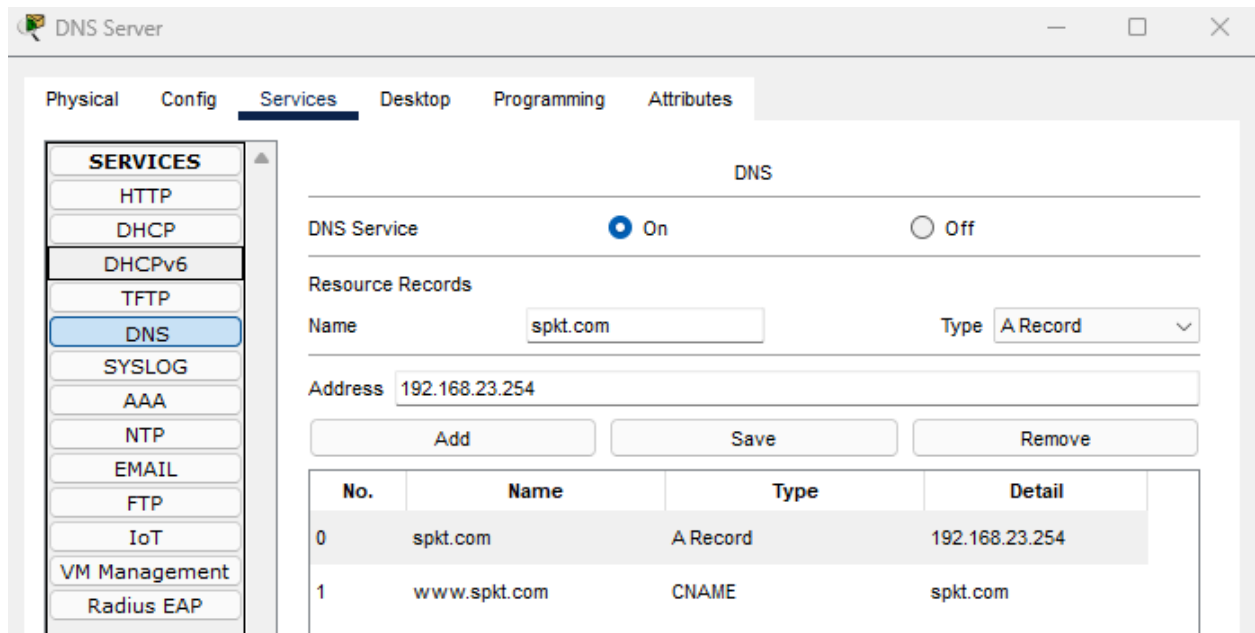 DNS Server
Physical Config Services Desktop Programming Attributes
SERVICES
HTTP
DHCP
DHCPv6
TFTP
DNS
SYSLOG
AAA
NTP
EMAIL
FTP
IoT
VM Management
Radius EAP
DNS
DNS Service On Off
Resource Records
Name spkt.com Type A Record
Address 192.168.23.254
Add Save Remove
No. Name Type Detail
0 spkt.com A Record 192.168.23.254
1 www.spkt.com CNAME spkt.com